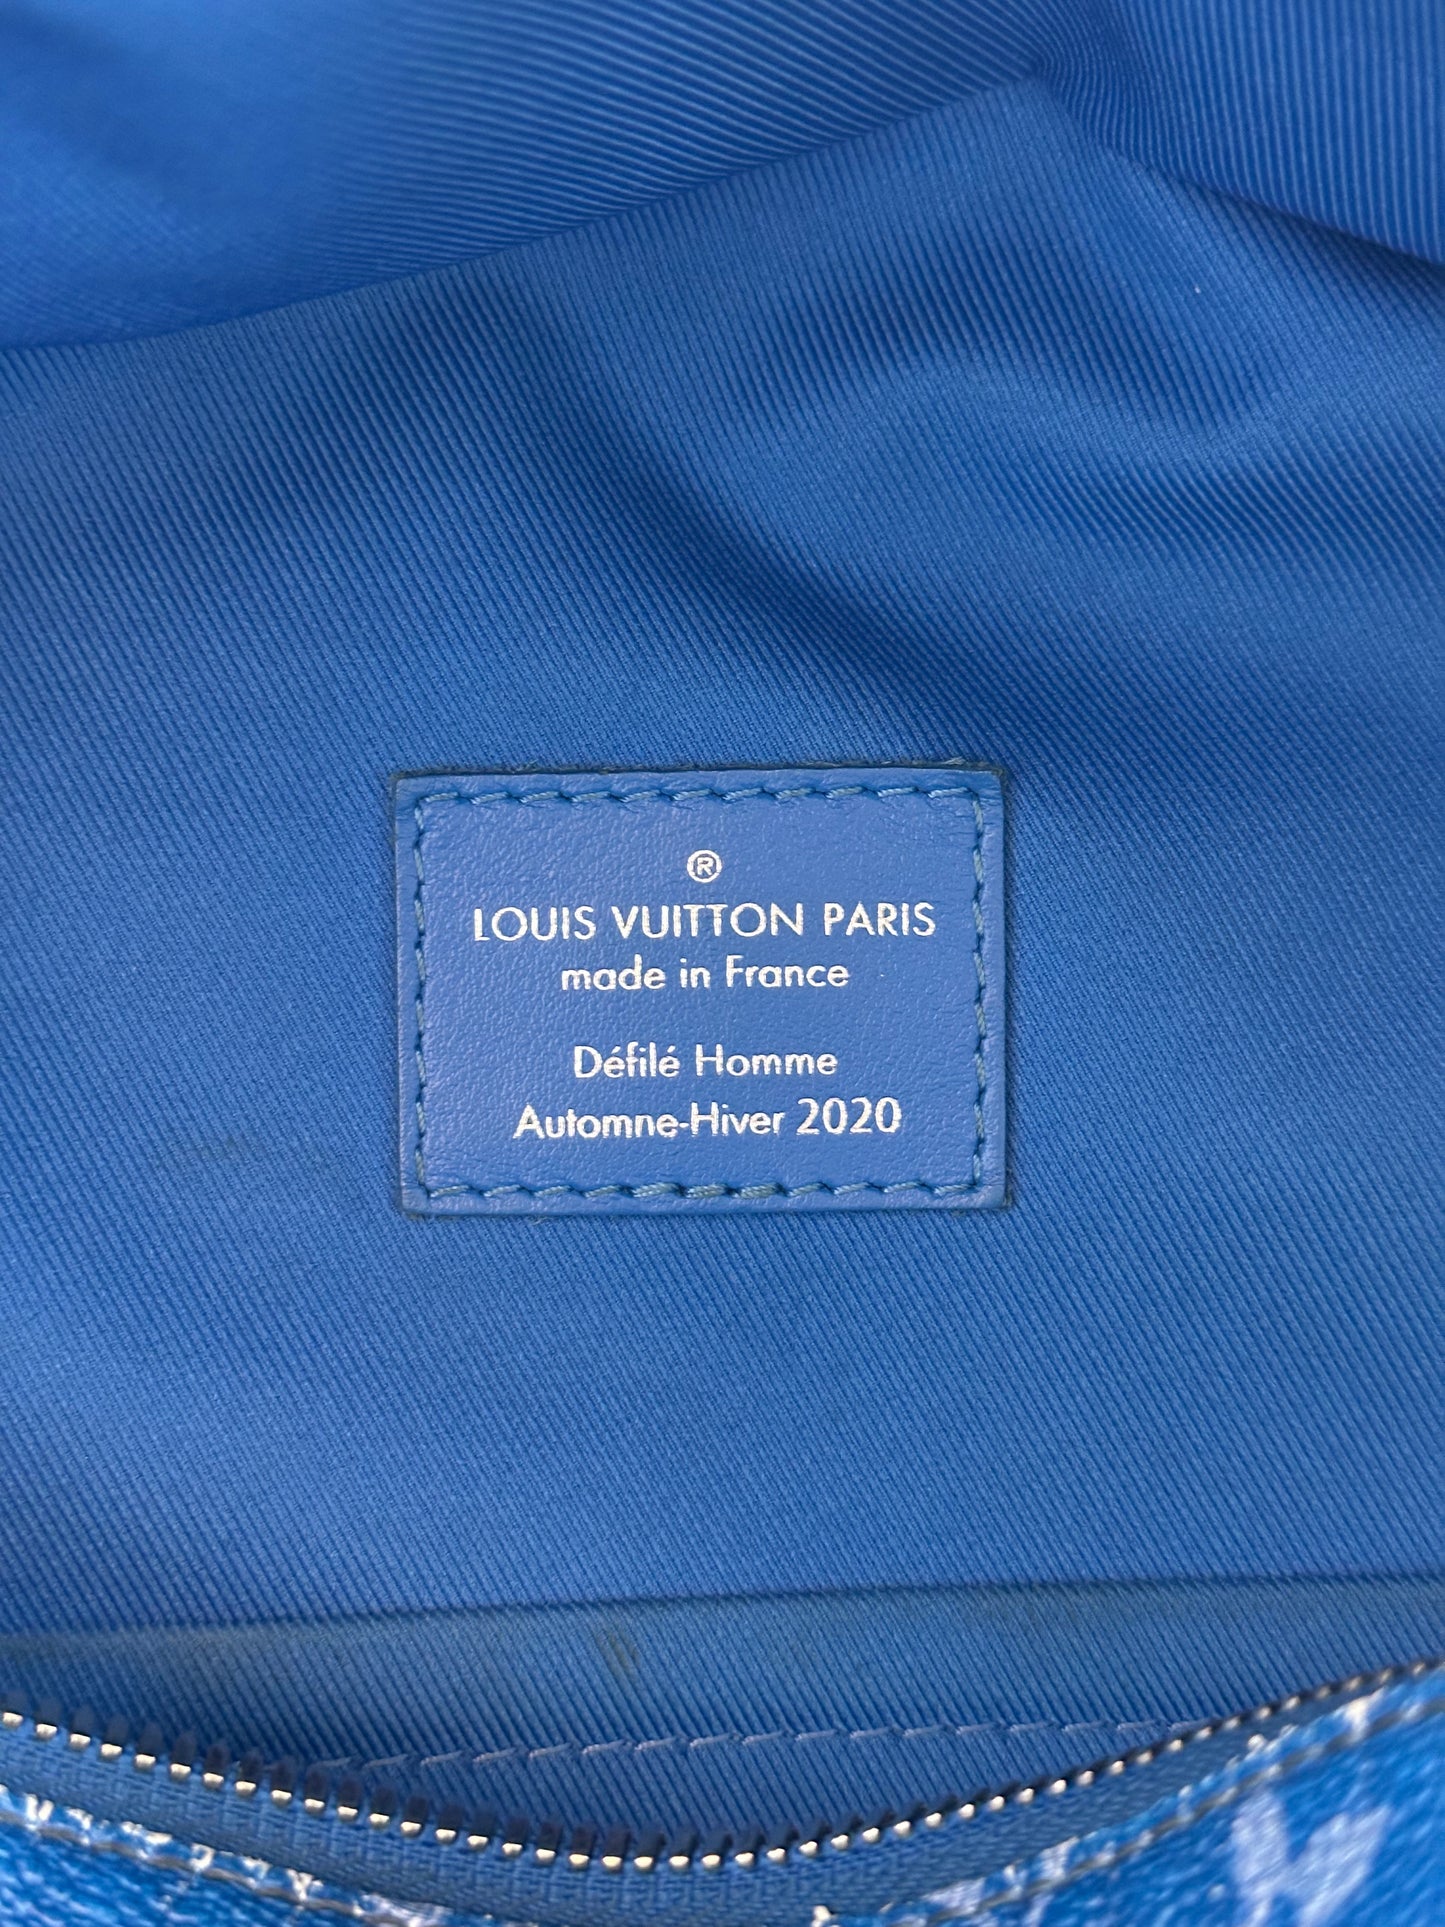 ®
LOUIS VUITTON PARIS
made in France
Défilé Homme
Automne-Hiver 2020